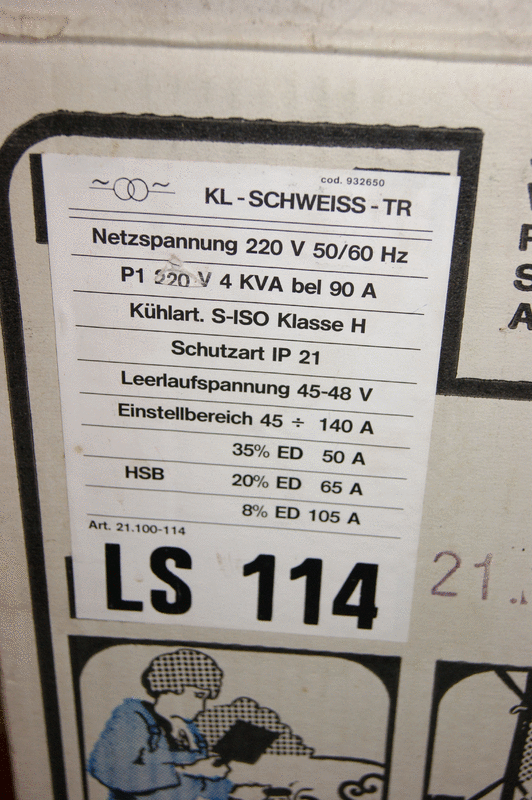 cod. 932650
KL - SCHWEISS - TR
Netzspannung 220 V 50/60 Hz
P1 220 V 4 KVA bel 90 A
Kühlart. S-ISO Klasse H
Schutzart IP 21
Leerlaufspannung 45-48 V
Einstellbereich 45 ÷ 140 A
35% ED 50 A
HSB 20% ED 65 A
8% ED 105 A
Art. 21.100-114
LS 114
21.